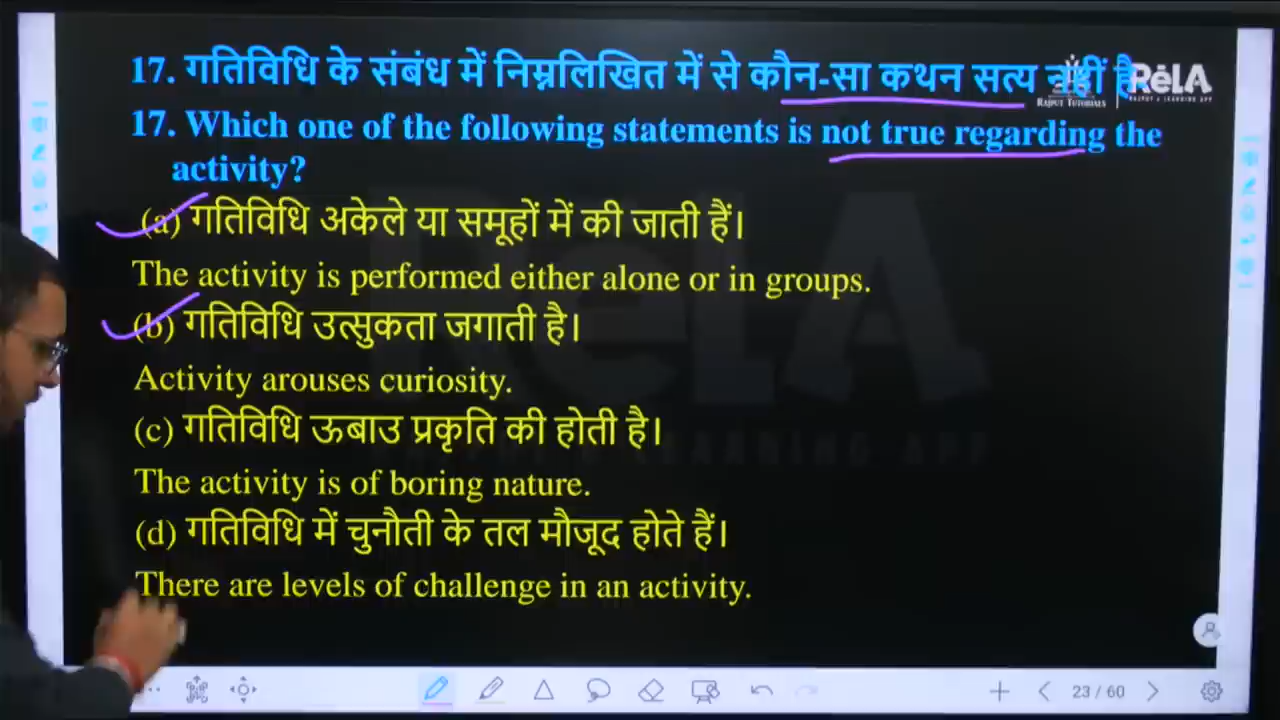 17. गतिविधि के संबंध में निम्नलिखित में से कौन-सा कथन सत्य नहीं है
RAJPUT TUTORIALS
RELA
17. Which one of the following statements is not true regarding the
activity?
(a) गतिविधि अकेले या समूहों में की जाती हैं।
The activity is performed either alone or in groups.
(b) गतिविधि उत्सुकता जगाती है।
Activity arouses curiosity.
(c) गतिविधि ऊबाउ प्रकृति की होती है।
The activity is of boring nature.
(d) गतिविधि में चुनौती के तल मौजूद होते हैं।
There are levels of challenge in an activity.
23 / 60